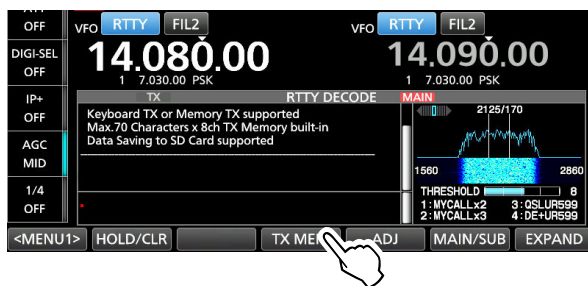 OFF
DIGI-SEL
OFF
IP+
OFF
AGC
MID
1/4
OFF
VFO RTTY FIL2
14.080.00
1 7.030.00 PSK
VFO RTTY FIL2
14.090.00
1 7.030.00 PSK
TX RTTY DECODE MAIN
Keyboard TX or Memory TX supported
Max.70 Characters x 8ch TX Memory built-in
Data Saving to SD Card supported
2125/170
1560 2860
THRESHOLD 8
1:MYCALLx2 3:QSLUR599
2:MYCALLx3 4:DE+UR599
<MENU1> HOLD/CLR TX MEM ADJ MAIN/SUB EXPAND